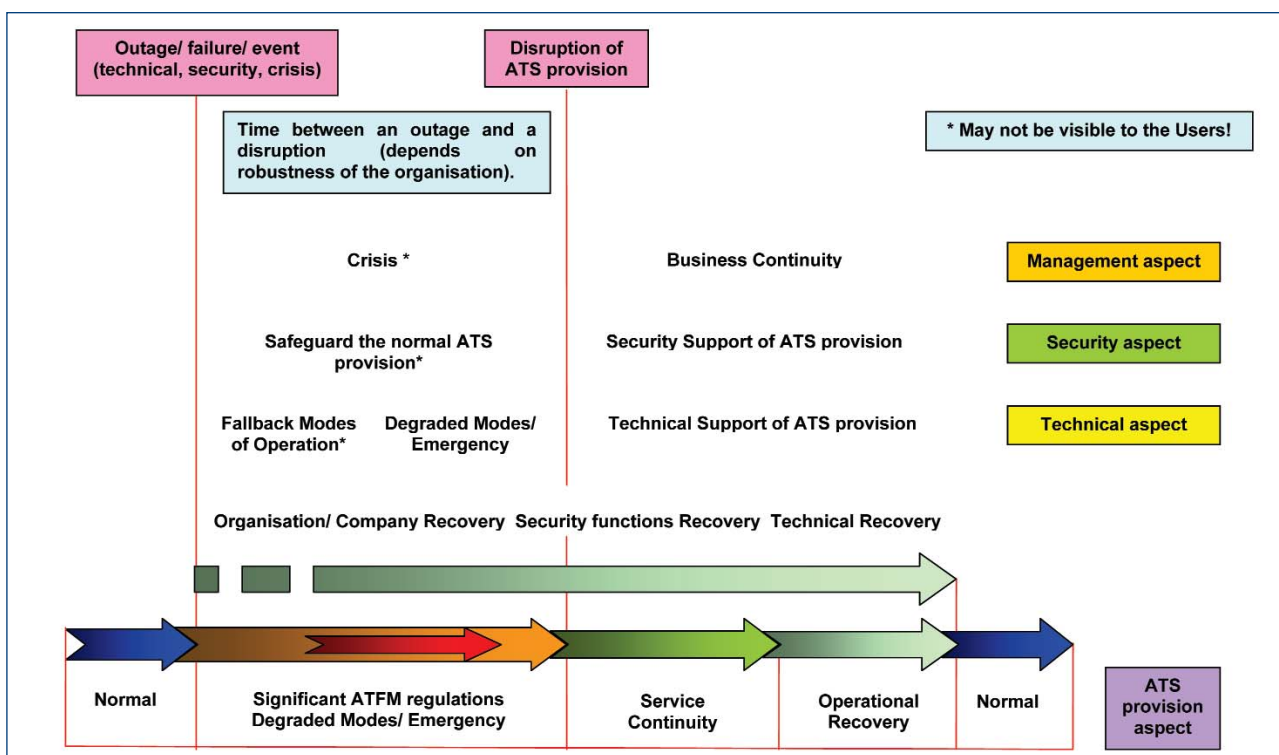 Outage/ failure/ event
(technical, security, crisis)
Disruption of
ATS provision
Time between an outage and a
disruption (depends on
robustness of the organisation).
* May not be visible to the Users!
Crisis *
Business Continuity
Management aspect
Safeguard the normal ATS
provision*
Security Support of ATS provision
Security aspect
Fallback Modes
of Operation*
Degraded Modes/
Emergency
Technical Support of ATS provision
Technical aspect
Organisation/ Company Recovery Security functions Recovery Technical Recovery
Normal
Significant ATFM regulations
Degraded Modes/ Emergency
Service
Continuity
Operational
Recovery
Normal
ATS
provision
aspect